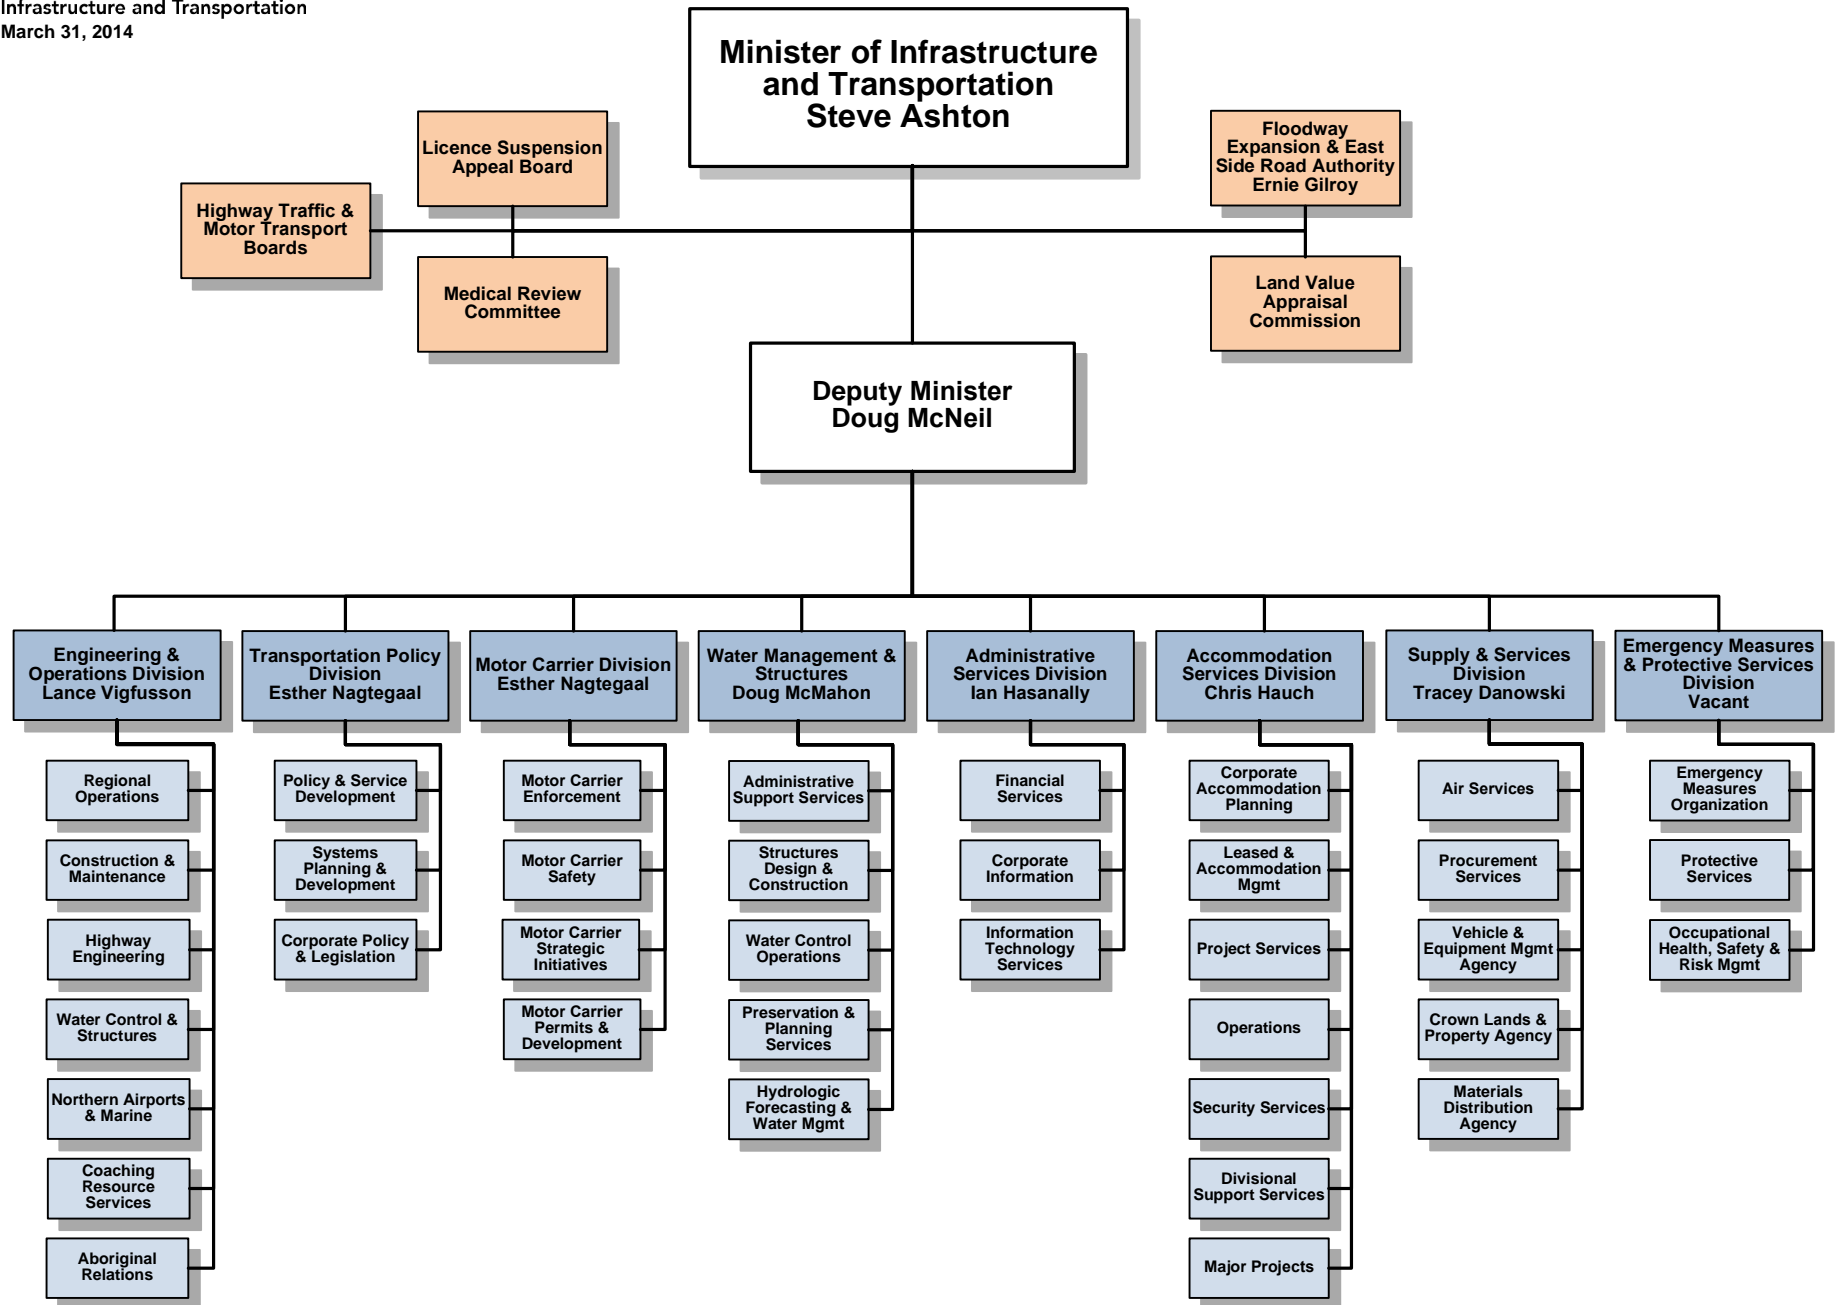 Infrastructure and Transportation
March 31, 2014
Minister of Infrastructure
and Transportation
Steve Ashton
Licence Suspension
Appeal Board
Highway Traffic &
Motor Transport
Boards
Medical Review
Committee
Floodway
Expansion & East
Side Road Authority
Ernie Gilroy
Land Value
Appraisal
Commission
Deputy Minister
Doug McNeil
Engineering &
Operations Division
Lance Vigfusson
Regional
Operations
Construction &
Maintenance
Highway
Engineering
Water Control &
Structures
Northern Airports
& Marine
Coaching
Resource
Services
Aboriginal
Relations
Transportation Policy
Division
Esther Nagtegaal
Policy & Service
Development
Systems
Planning &
Development
Corporate Policy
& Legislation
Motor Carrier Division
Esther Nagtegaal
Motor Carrier
Enforcement
Motor Carrier
Safety
Motor Carrier
Strategic
Initiatives
Motor Carrier
Permits &
Development
Water Management &
Structures
Doug McMahon
Administrative
Support Services
Structures
Design &
Construction
Water Control
Operations
Preservation &
Planning
Services
Hydrologic
Forecasting &
Water Mgmt
Administrative
Services Division
Ian Hasanally
Financial
Services
Corporate
Information
Information
Technology
Services
Accommodation
Services Division
Chris Hauch
Corporate
Accommodation
Planning
Leased &
Accommodation
Mgmt
Project Services
Operations
Security Services
Divisional
Support Services
Major Projects
Supply & Services
Division
Tracey Danowski
Air Services
Procurement
Services
Vehicle &
Equipment Mgmt
Agency
Crown Lands &
Property Agency
Materials
Distribution
Agency
Emergency Measures
& Protective Services
Division
Vacant
Emergency
Measures
Organization
Protective
Services
Occupational
Health, Safety &
Risk Mgmt